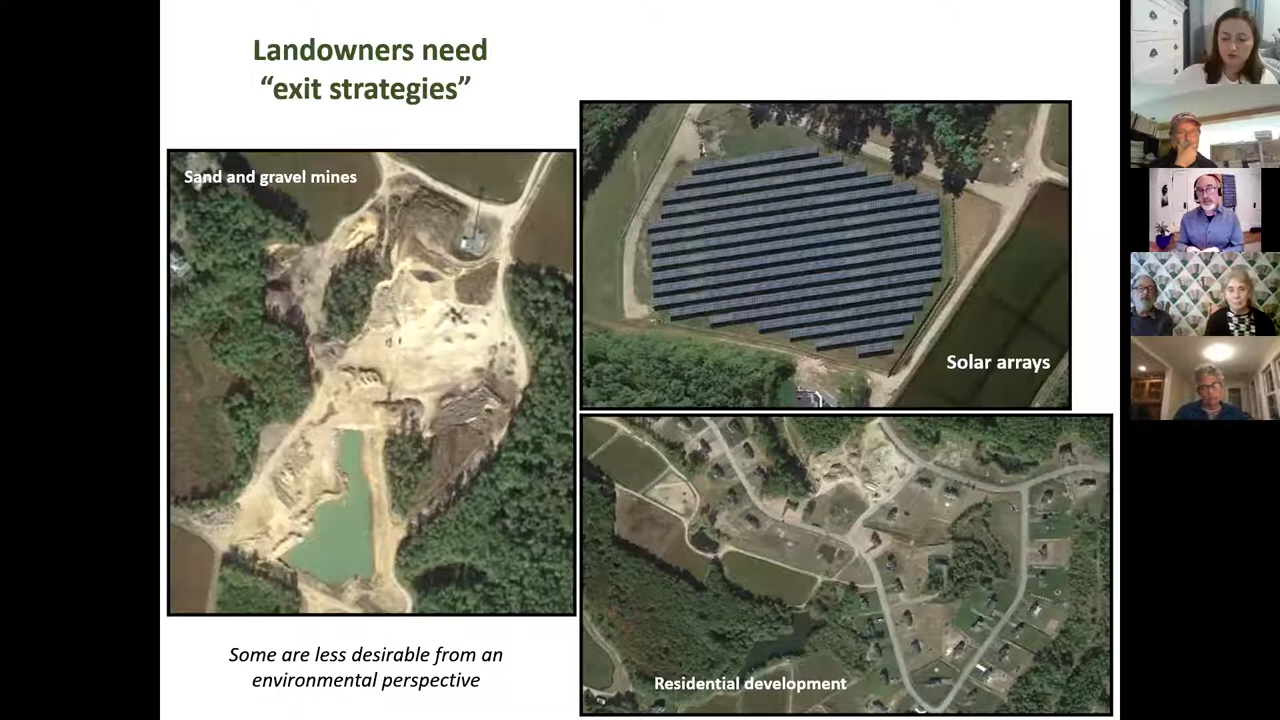 Landowners need
“exit strategies”
Sand and gravel mines
Solar arrays
Residential development
Some are less desirable from an
environmental perspective